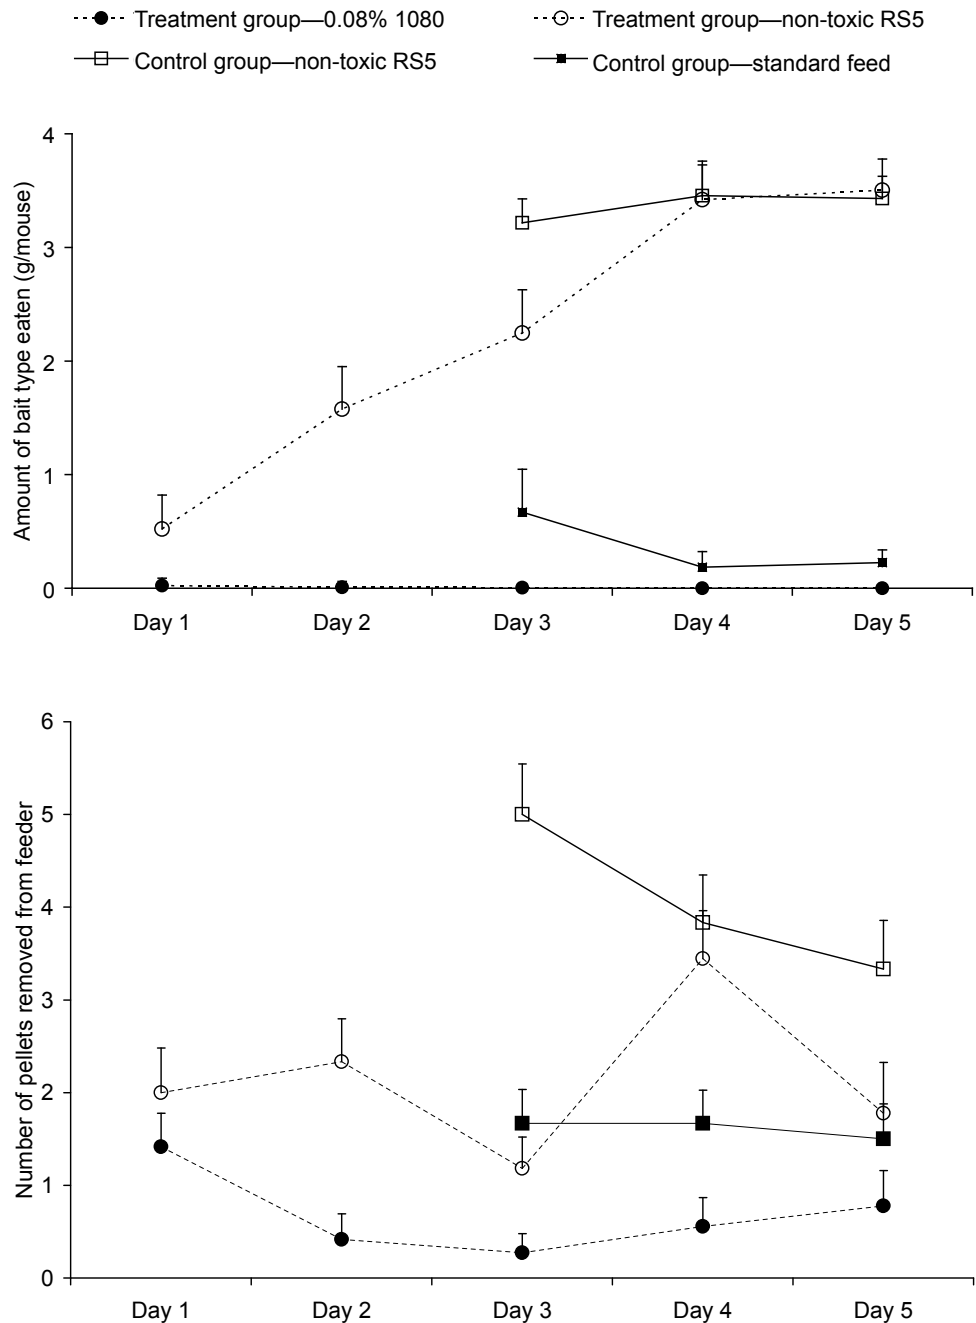 Treatment group—0.08% 1080
Treatment group—non-toxic RS5
Control group—non-toxic RS5
Control group—standard feed
Amount of bait type eaten (g/mouse)
4
3
2
1
0
Day 1 Day 2 Day 3 Day 4 Day 5
Number of pellets removed from feeder
6
5
4
3
2
1
0
Day 1 Day 2 Day 3 Day 4 Day 5